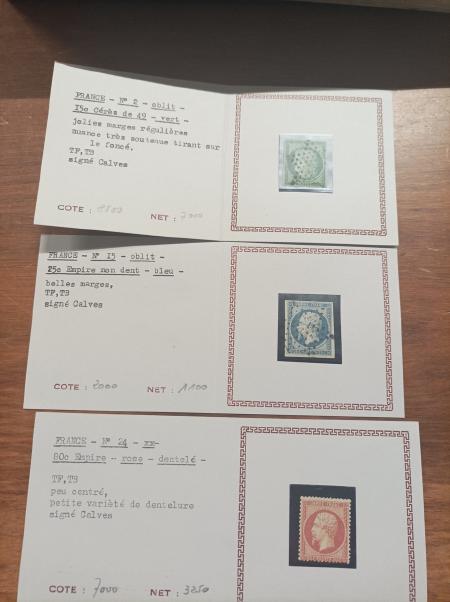 FRANCE - N° 2 - oblit -
15c Cérès de 49 - vert -
jolies marges régulières
nuance très soutenue tirant sur
le foncé.
TF,TB
signé Calves
COTE : NET :
FRANCE - N° 15 - oblit -
25c Empire non dent - bleu -
belles marges,
TF,TB
signé Calves
COTE : 2000 NET : 1100
FRANCE - N° 24 -
80c Empire - rose - dentelé -
TF,TB
peu centré,
petite variété de dentelure
signé Calves
COTE : 7000 NET : 3250